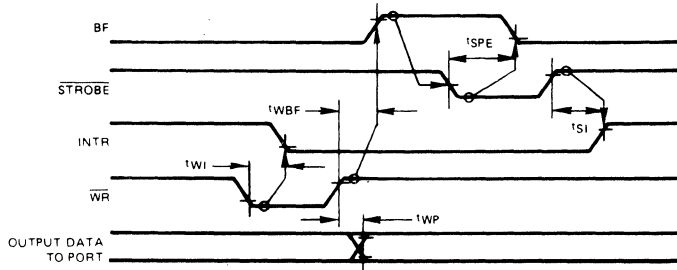 BF
tSPE
STROBE
tWBF
tSI
INTR
tWI
WR
tWP
OUTPUT DATA
TO PORT